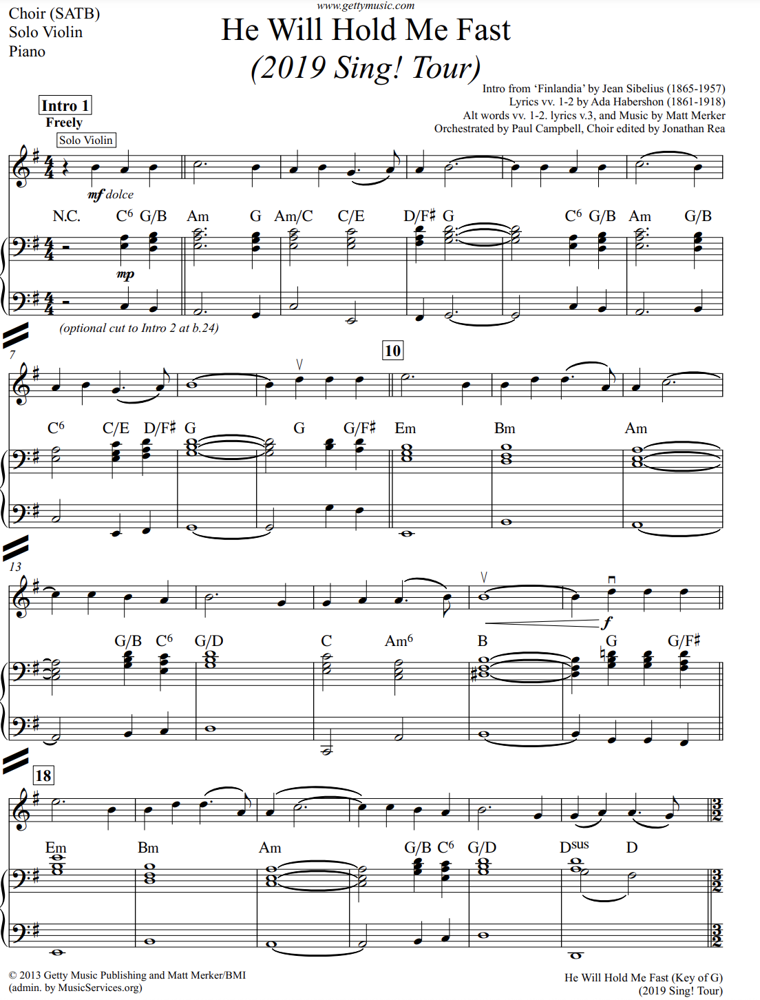 www.gettymusic.com
Choir (SATB)
Solo Violin
Piano
He Will Hold Me Fast
(2019 Sing! Tour)
Intro from ‘Finlandia’ by Jean Sibelius (1865-1957)
Lyrics vv. 1-2 by Ada Habershon (1861-1918)
Alt words vv. 1-2. lyrics v.3, and Music by Matt Merker
Orchestrated by Paul Campbell, Choir edited by Jonathan Rea
Intro 1
Freely
Solo Violin
mf dolce
N.C. C6 G/B Am G Am/C C/E D/F♯ G C6 G/B Am G/B
mp
(optional cut to Intro 2 at b.24)
7
10
C6 C/E D/F♯ G G G/F♯ Em Bm Am
13
f
G/B C6 G/D C Am6 B G G/F♯
18
Em Bm Am G/B C6 G/D Dsus D
© 2013 Getty Music Publishing and Matt Merker/BMI
(admin. by MusicServices.org)
He Will Hold Me Fast (Key of G)
(2019 Sing! Tour)